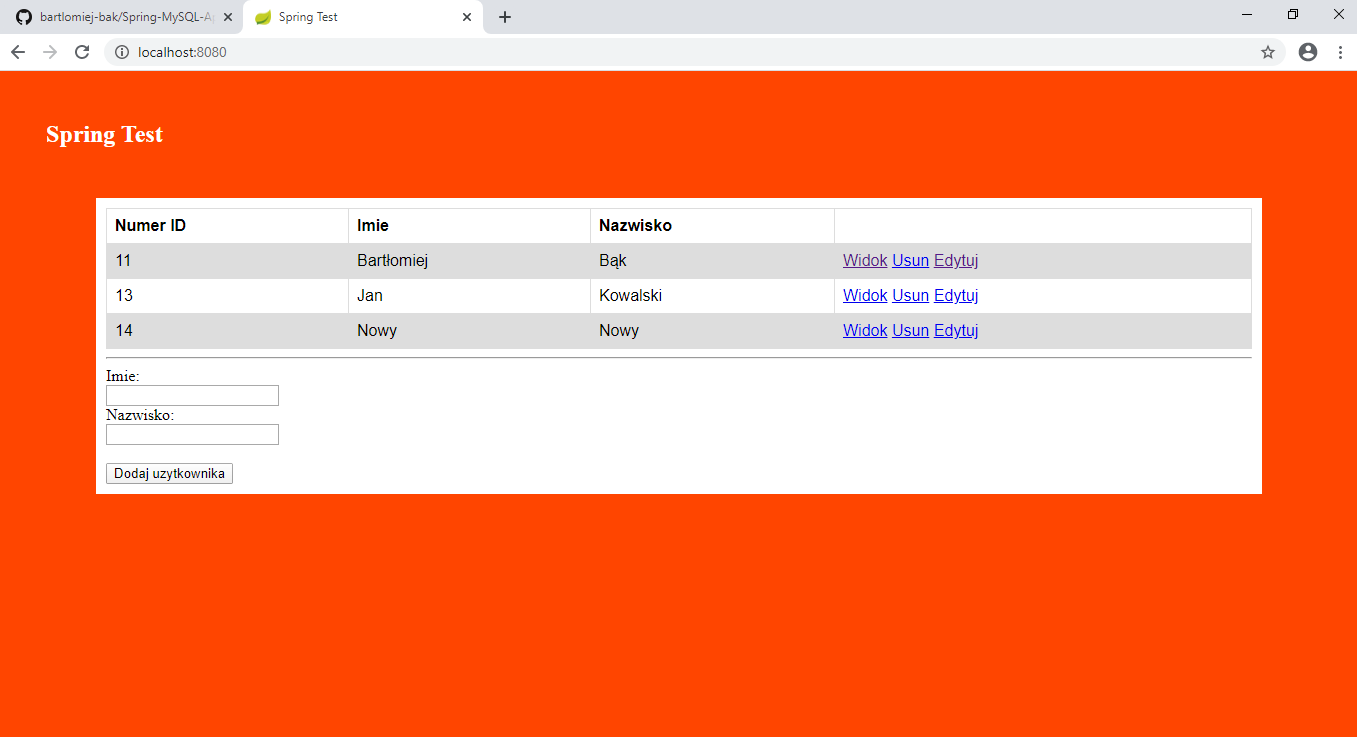 bartlomiej-bak/Spring-MySQL-A
Spring Test
localhost:8080
Spring Test
Numer ID Imie Nazwisko
11 Bartłomiej Bąk Widok Usun Edytuj
13 Jan Kowalski Widok Usun Edytuj
14 Nowy Nowy Widok Usun Edytuj
Imie:
Nazwisko:
Dodaj uzytkownika